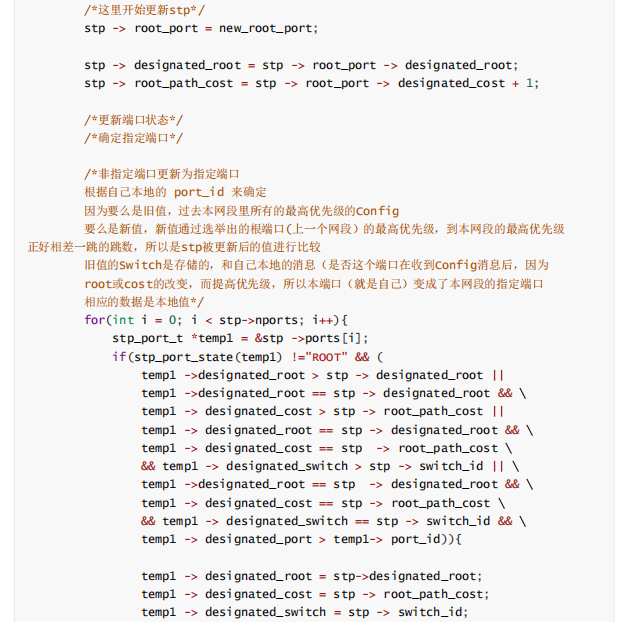 /*这里开始更新stp*/
stp -> root_port = new_root_port;
stp -> designated_root = stp -> root_port -> designated_root;
stp -> root_path_cost = stp -> root_port -> designated_cost + 1;
/*更新端口状态*/
/*确定指定端口*/
/*非指定端口更新为指定端口
根据自己本地的 port_id 来确定
因为要么是旧值，过去本网段里所有的最高优先级的Config
要么是新值，新值通过选举出的根端口(上一个网段）的最高优先级，到本网段的最高优先级
正好相差一跳的跳数，所以是stp被更新后的值进行比较
旧值的Switch是存储的，和自己本地的消息（是否这个端口在收到Config消息后，因为
root或cost的改变，而提高优先级，所以本端口（就是自己）变成了本网段的指定端口
相应的数据是本地值*/
for(int i = 0; i < stp->nports; i++){
stp_port_t *temp1 = &stp ->ports[i];
if(stp_port_state(temp1) !="ROOT" && (
temp1 ->designated_root > stp -> designated_root ||
temp1 ->designated_root == stp -> designated_root && \
temp1 -> designated_cost > stp -> root_path_cost ||
temp1 -> designated_root == stp -> designated_root && \
temp1 -> designated_cost == stp  -> root_path_cost \
&& temp1 -> designated_switch > stp -> switch_id || \
temp1 ->designated_root == stp  -> designated_root && \
temp1 -> designated_cost == stp -> root_path_cost \
&& temp1 -> designated_switch == stp -> switch_id && \
temp1 -> designated_port > temp1-> port_id)){
temp1 -> designated_root = stp->designated_root;
temp1 -> designated_cost = stp -> root_path_cost;
temp1 -> designated_switch = stp -> switch_id;